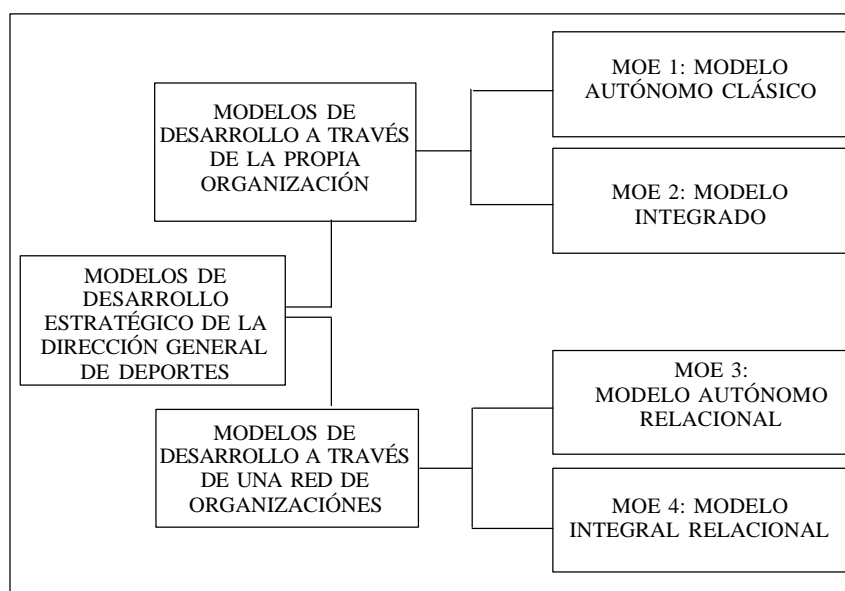 MODELOS DE
DESARROLLO
ESTRATÉGICO DE LA
DIRECCIÓN GENERAL
DE DEPORTES
MODELOS DE
DESARROLLO A TRAVÉS
DE LA PROPIA
ORGANIZACIÓN
MOE 1: MODELO
AUTÓNOMO CLÁSICO
MOE 2: MODELO
INTEGRADO
MODELOS DE
DESARROLLO A TRAVÉS
DE UNA RED DE
ORGANIZACIÓNES
MOE 3:
MODELO AUTÓNOMO
RELACIONAL
MOE 4: MODELO
INTEGRAL RELACIONAL